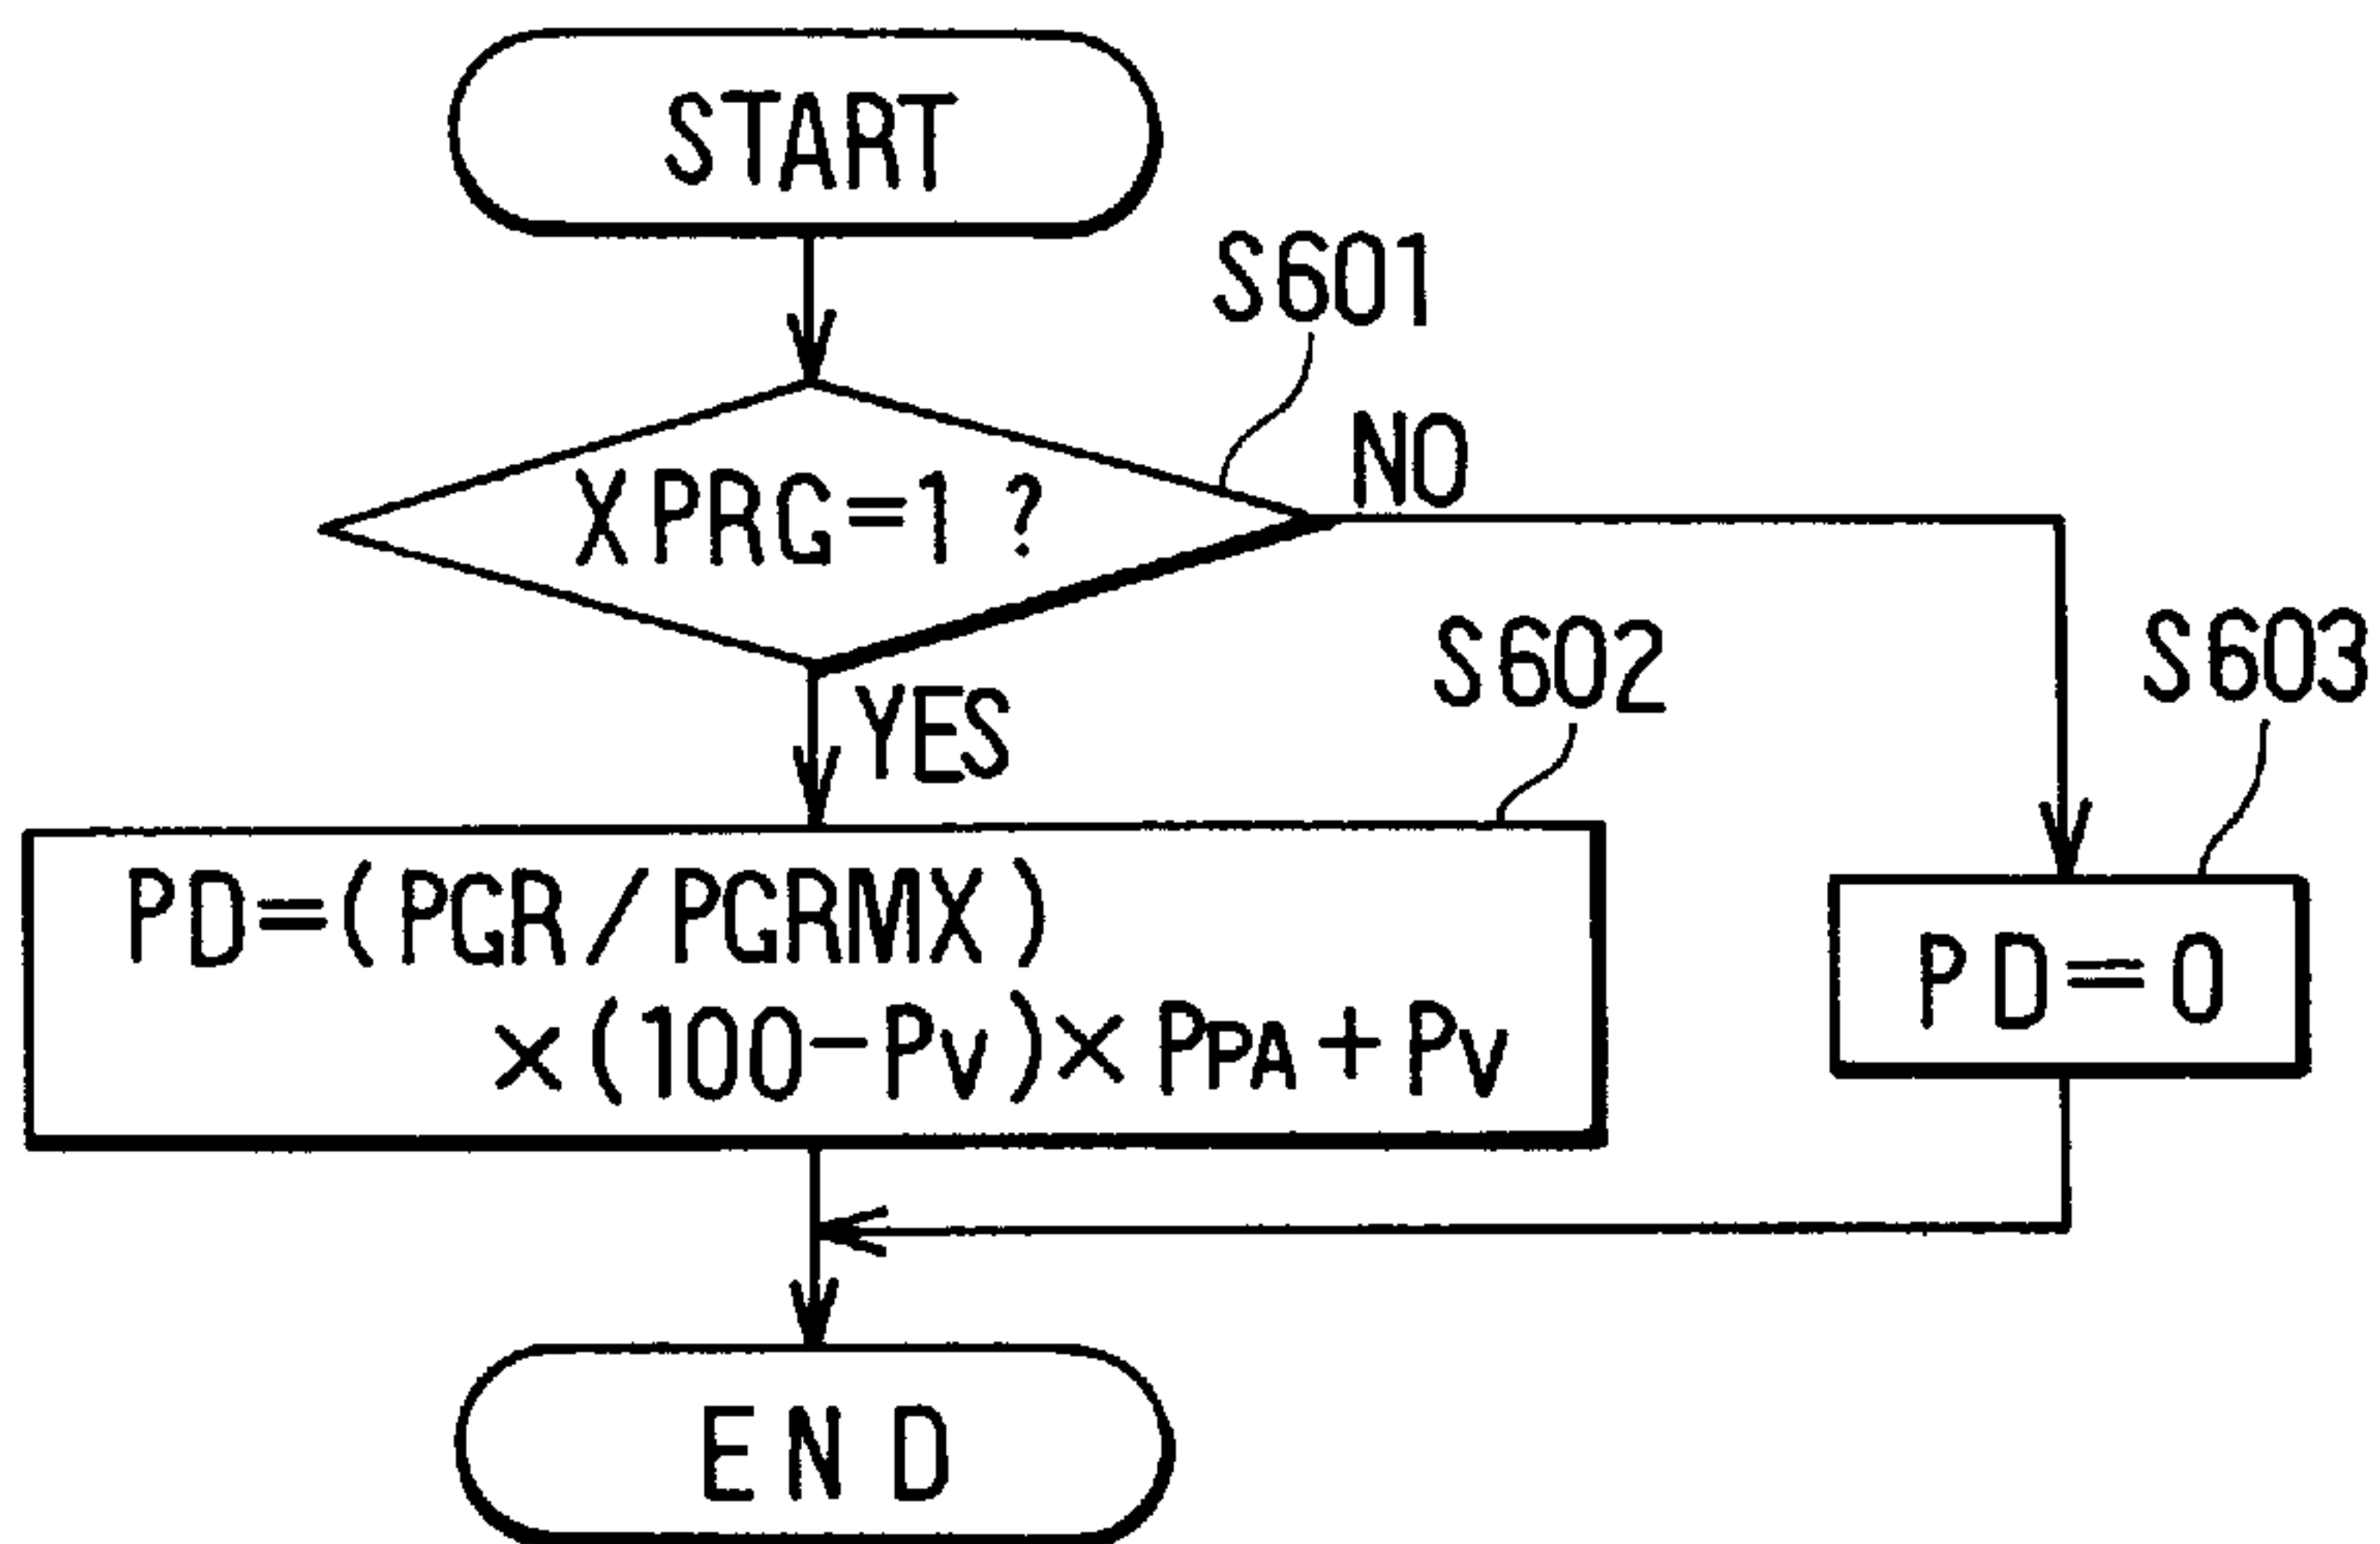 START
S601
XPRG=1?
NO
YES
S602
S603
PD=(PGR/PGRMX)
×(100-Pv)×PPA+Pv
PD=0
END